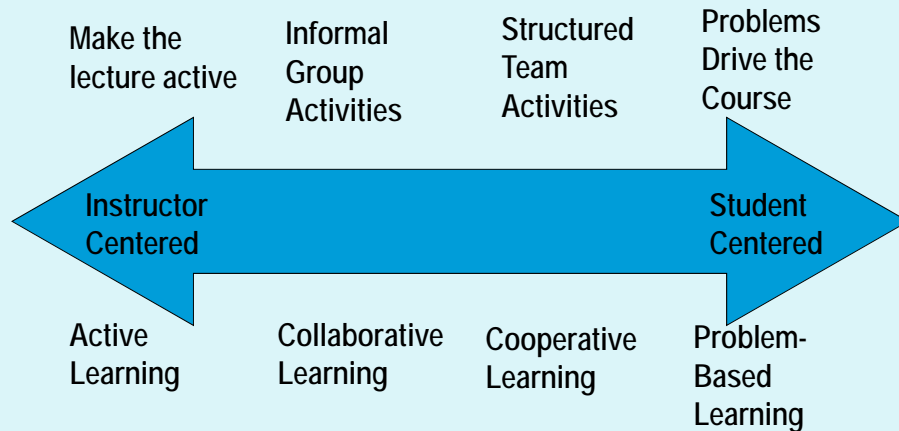 Make the
lecture active
Informal
Group
Activities
Structured
Team
Activities
Problems
Drive the
Course
Instructor
Centered
Student
Centered
Active
Learning
Collaborative
Learning
Cooperative
Learning
Problem-
Based
Learning